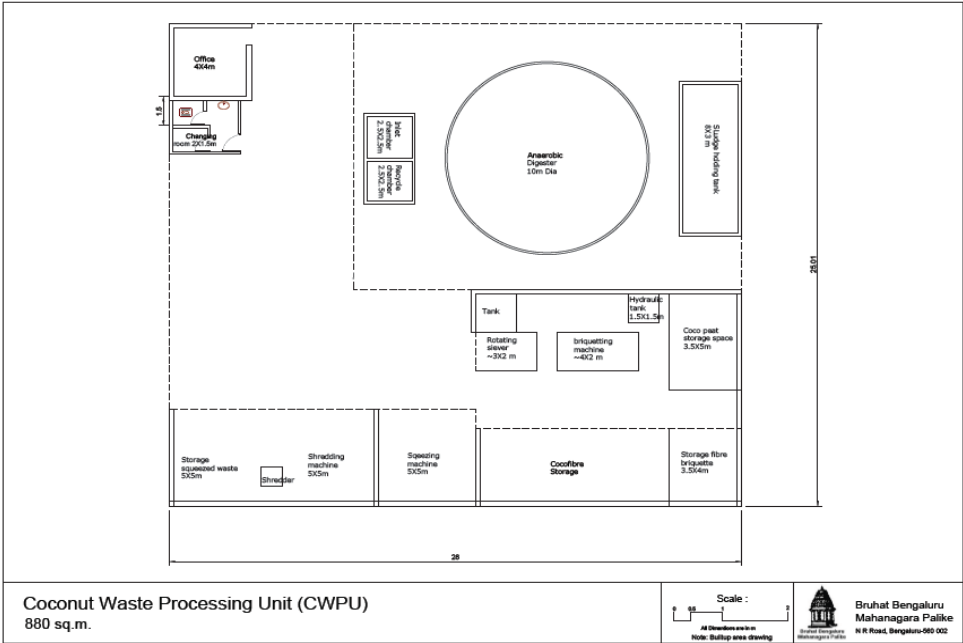 Office
4X4m
1.5
Changing
room 2X1.5m
Inlet
chamber
2.5X2.5m
Recycle
chamber
2.5X2.5m
Anaerobic
Digester
10m Dia
Sludge holding tank
8X3 m
25.01
Tank
Hydraulic
tank
1.5X1.5m
Rotating
siever
~3X2 m
briquetting
machine
~4X2 m
Coco peat
storage space
3.5X5m
Storage
squeezed waste
5X5m
Shredder
Shredding
machine
5X5m
Sqeezing
machine
5X5m
Cocofibre
Storage
Storage fibre
briquette
3.5X4m
28
Coconut Waste Processing Unit (CWPU)
880 sq.m.
Scale :
0 0.5 1 2
All Dimensions are in m
Note: Builtup area drawing
Bruhat Bengaluru
Mahanagara Palike
Bruhat Bengaluru
Mahanagara Palike
N R Road, Bengaluru-560 002